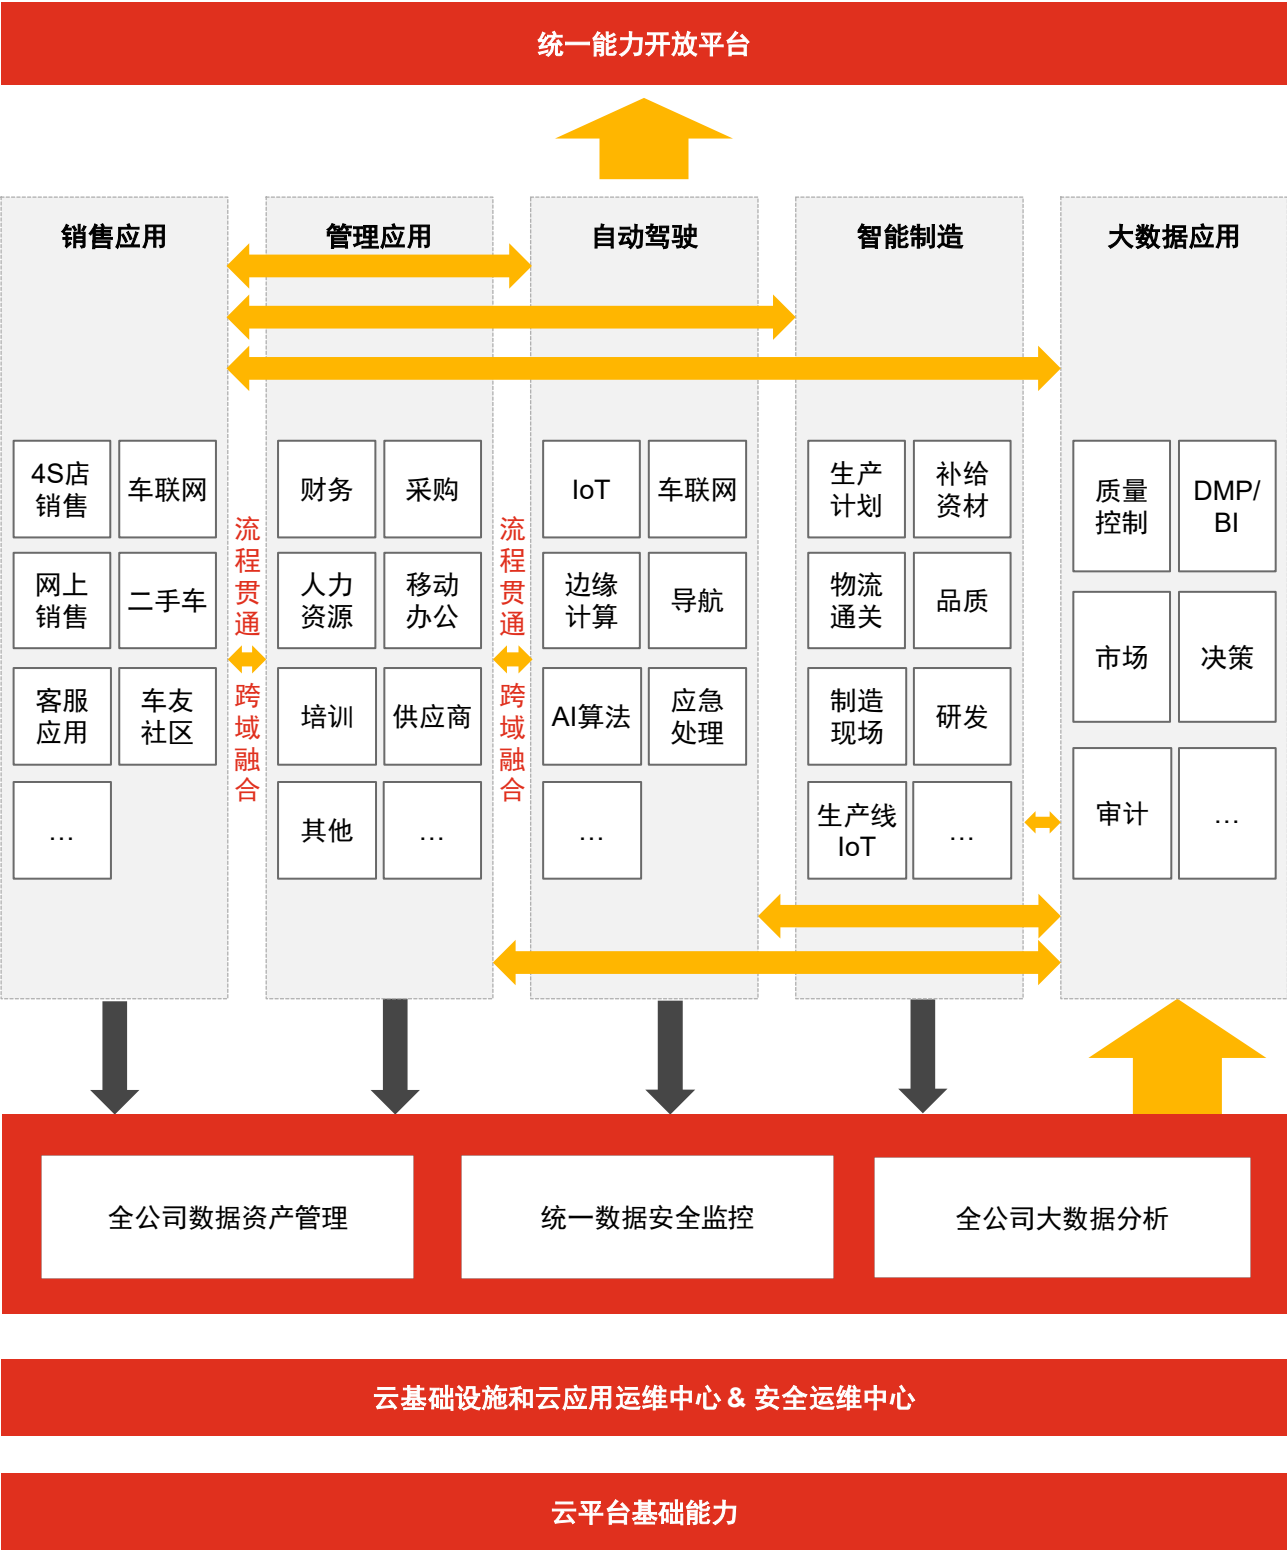 统一能力开放平台
销售应用
管理应用
自动驾驶
智能制造
大数据应用
4S店
销售
车联网
网上
销售
二手车
客服
应用
车友
社区
…
流
程
贯
通
跨
域
融
合
财务
采购
人力
资源
移动
办公
培训
供应商
其他
…
流
程
贯
通
跨
域
融
合
IoT
车联网
边缘
计算
导航
AI算法
应急
处理
…
生产
计划
补给
资材
物流
通关
品质
制造
现场
研发
生产线
IoT
…
质量
控制
DMP/
BI
市场
决策
审计
…
全公司数据资产管理
统一数据安全监控
全公司大数据分析
云基础设施和云应用运维中心 & 安全运维中心
云平台基础能力